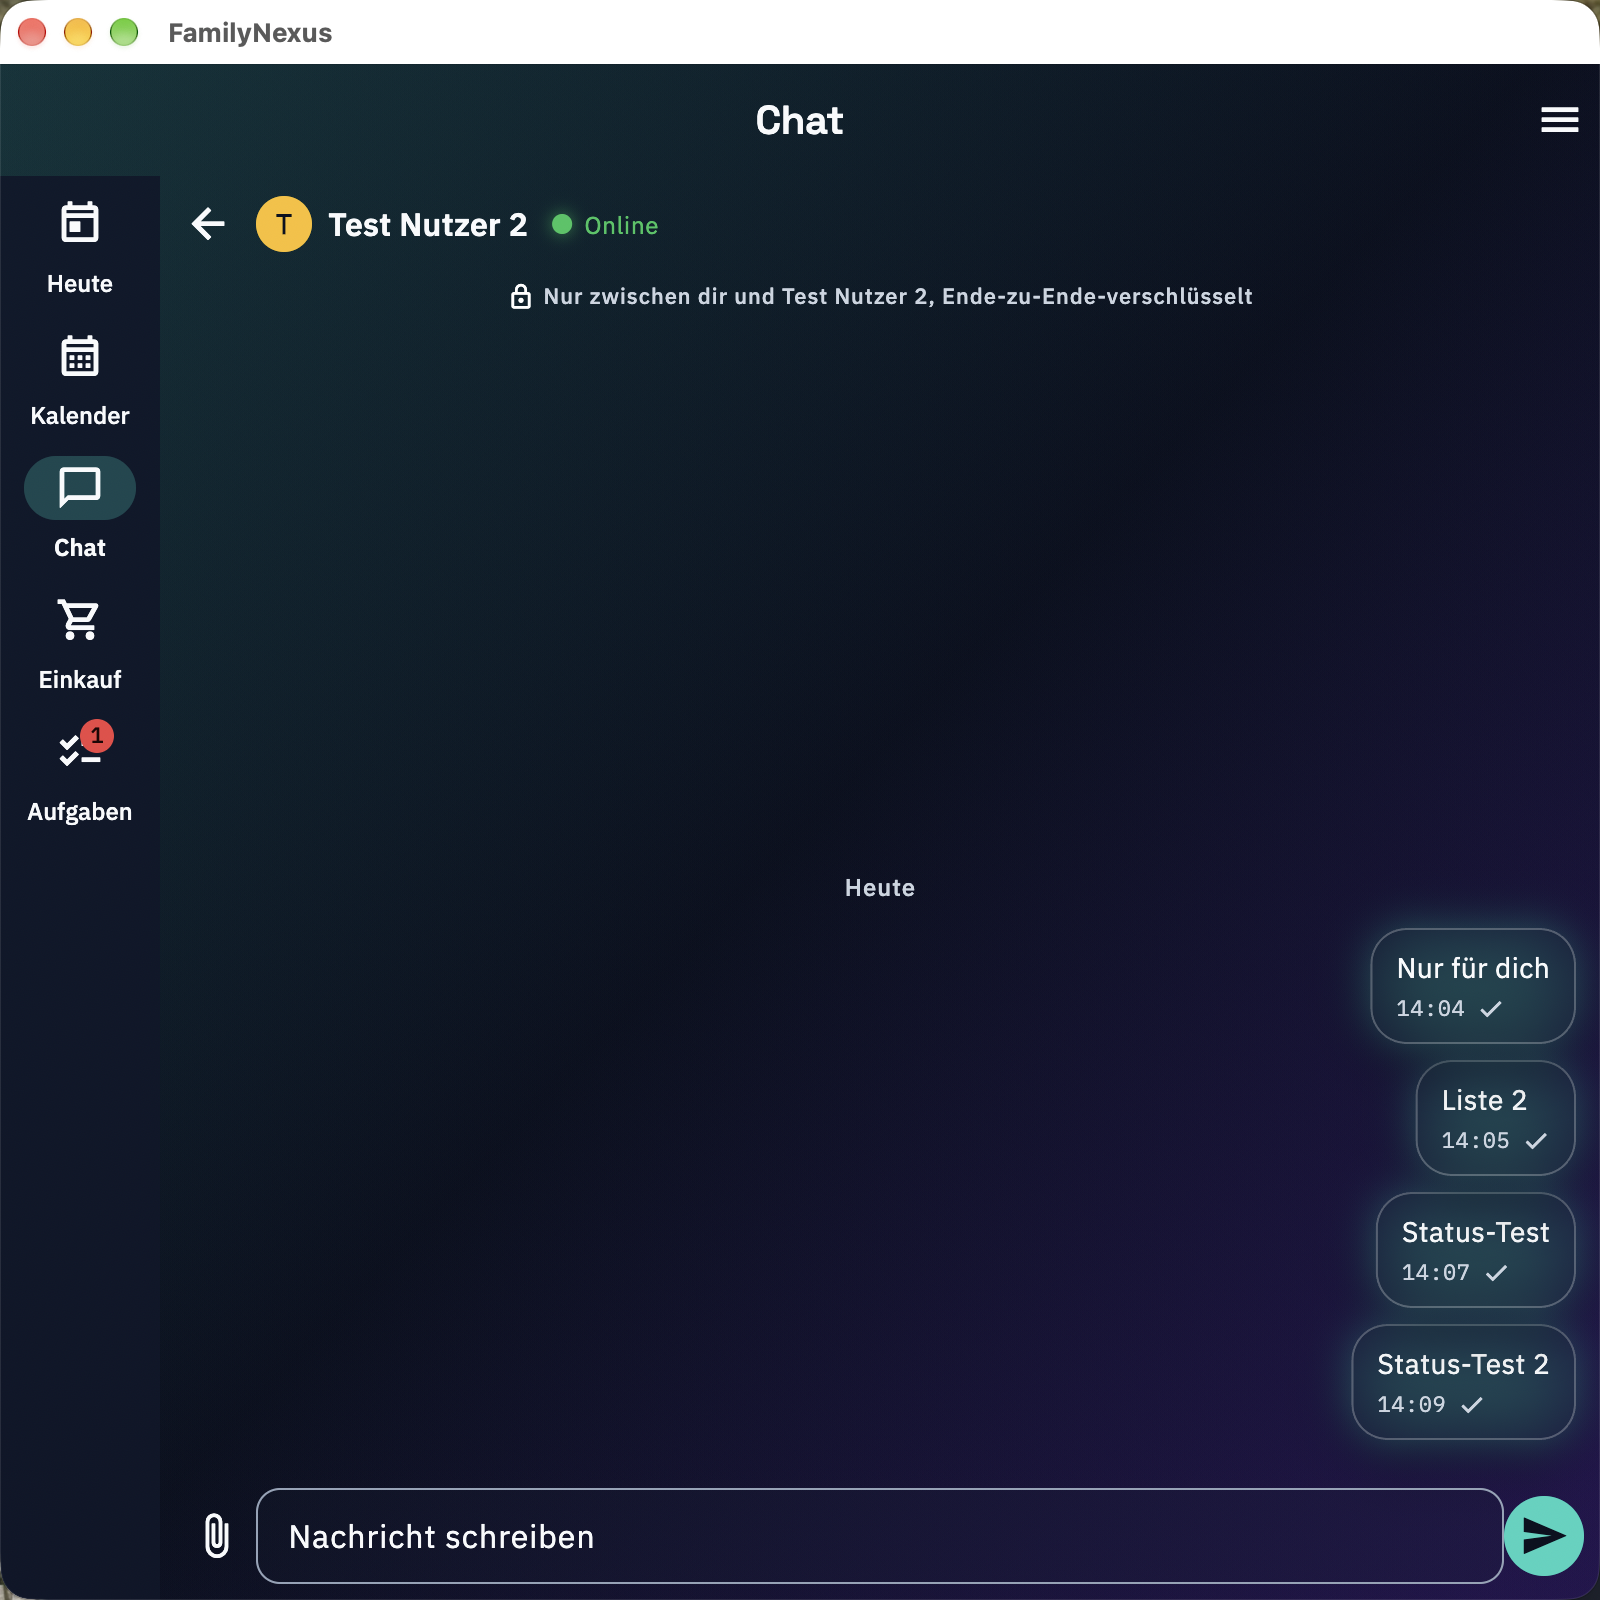 FamilyNexus
Chat
Heute
Kalender
Chat
Einkauf
1
Aufgaben
T
Test Nutzer 2
Online
Nur zwischen dir und Test Nutzer 2, Ende-zu-Ende-verschlüsselt
Heute
Nur für dich
14:04
Liste 2
14:05
Status-Test
14:07
Status-Test 2
14:09
Nachricht schreiben